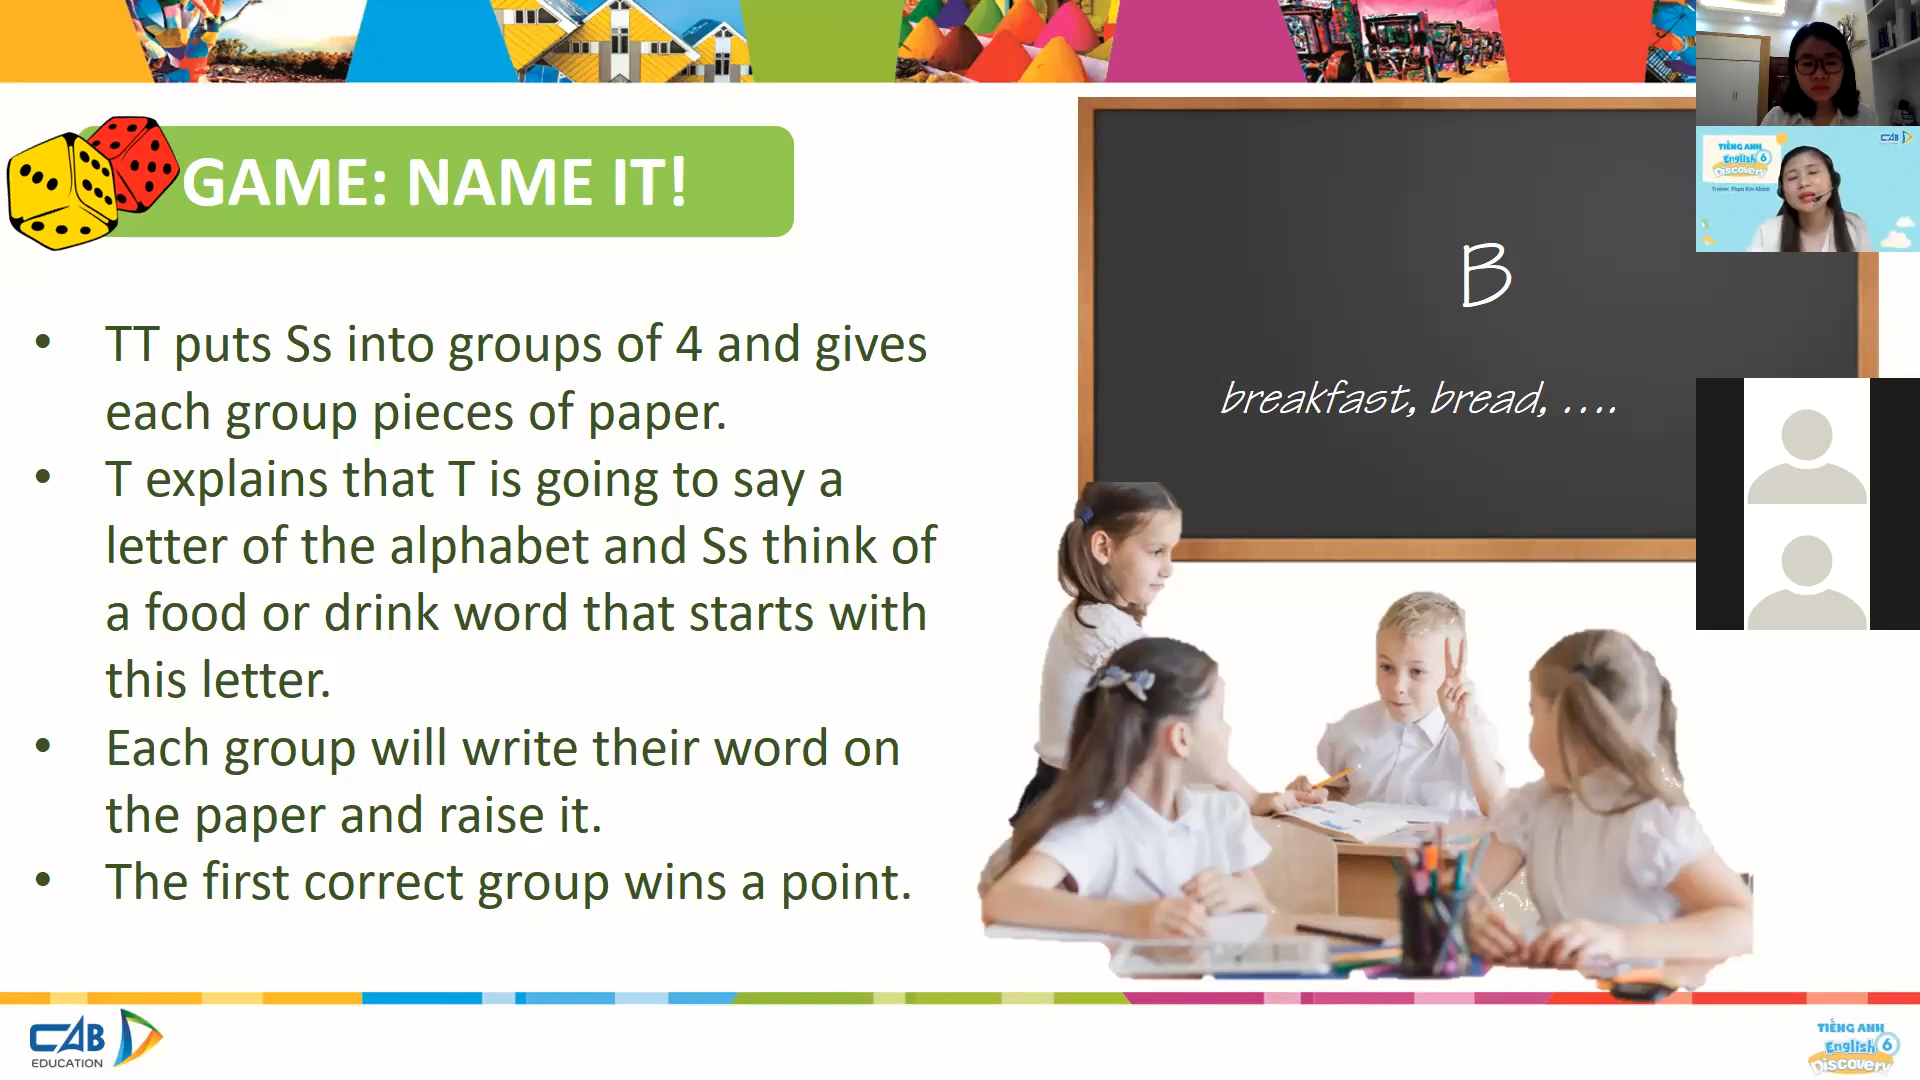 GAME: NAME IT!
• TT puts Ss into groups of 4 and gives
each group pieces of paper.
• T explains that T is going to say a
letter of the alphabet and Ss think of
a food or drink word that starts with
this letter.
• Each group will write their word on
the paper and raise it.
• The first correct group wins a point.
B
breakfast, bread, ....
TIẾNG ANH
English 6
Discovery
Trainer: Phạm Kim Khánh
CAB
CAB
EDUCATION
TIẾNG ANH
English 6
Discovery